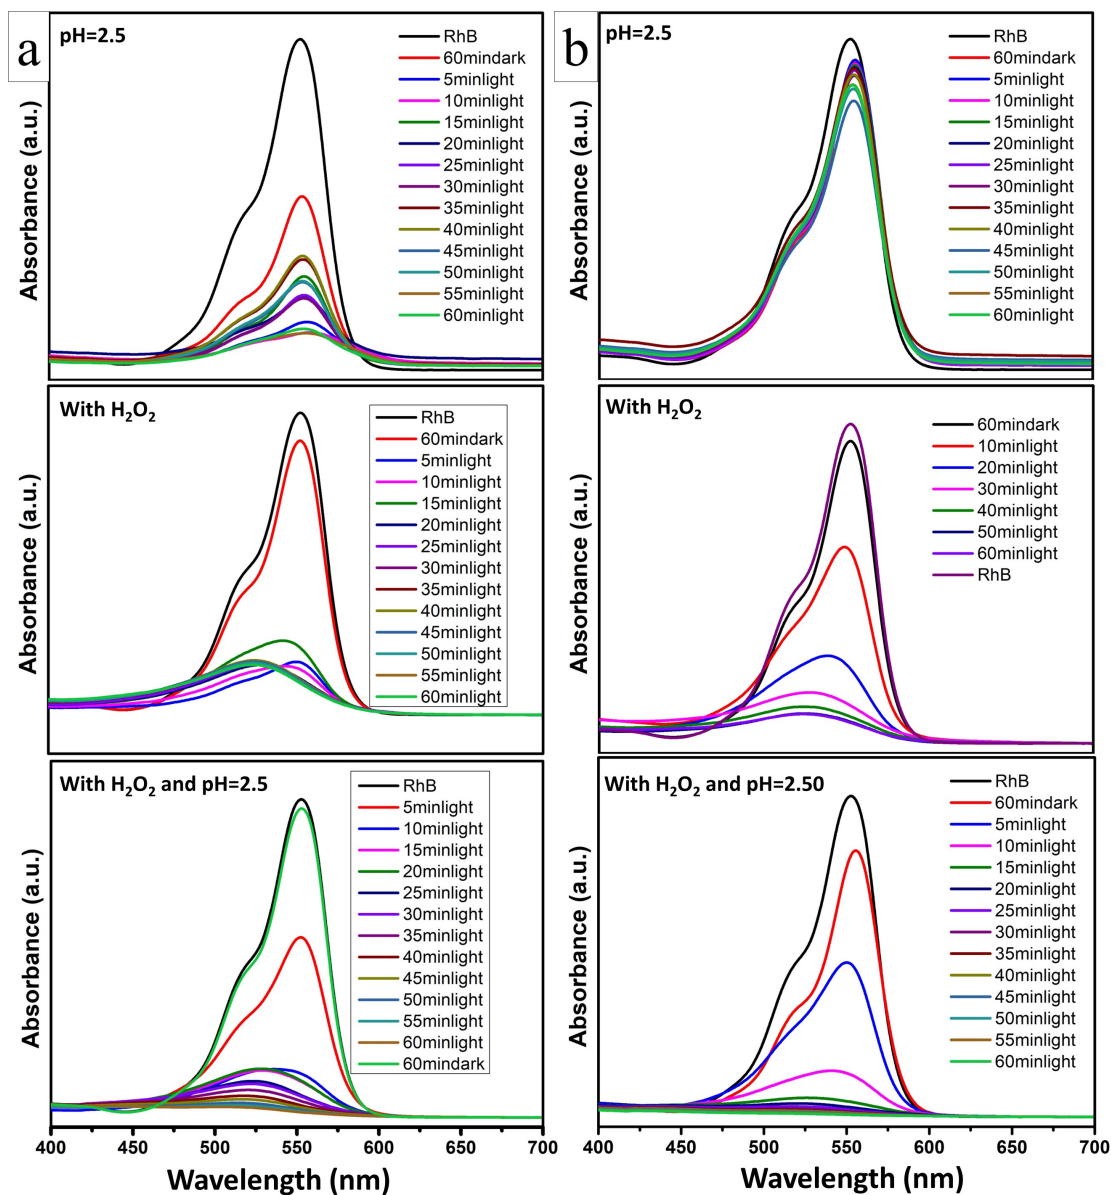 a
pH=2.5
RhB
60mindark
5minlight
10minlight
15minlight
20minlight
25minlight
30minlight
35minlight
40minlight
45minlight
50minlight
55minlight
60minlight
Absorbance (a.u.)
With H₂O₂
RhB
60mindark
5minlight
10minlight
15minlight
20minlight
25minlight
30minlight
35minlight
40minlight
45minlight
50minlight
55minlight
60minlight
Absorbance (a.u.)
With H₂O₂ and pH=2.5
RhB
5minlight
10minlight
15minlight
20minlight
25minlight
30minlight
35minlight
40minlight
45minlight
50minlight
55minlight
60minlight
60mindark
Absorbance (a.u.)
400 450 500 550 600 650 700
Wavelength (nm)
b
pH=2.5
RhB
60mindark
5minlight
10minlight
15minlight
20minlight
25minlight
30minlight
35minlight
40minlight
45minlight
50minlight
55minlight
60minlight
Absorbance (a.u.)
With H₂O₂
60mindark
10minlight
20minlight
30minlight
40minlight
50minlight
60minlight
RhB
Absorbance (a.u.)
With H₂O₂ and pH=2.50
RhB
60mindark
5minlight
10minlight
15minlight
20minlight
25minlight
30minlight
35minlight
40minlight
45minlight
50minlight
55minlight
60minlight
Absorbance (a.u.)
400 450 500 550 600 650 700
Wavelength (nm)